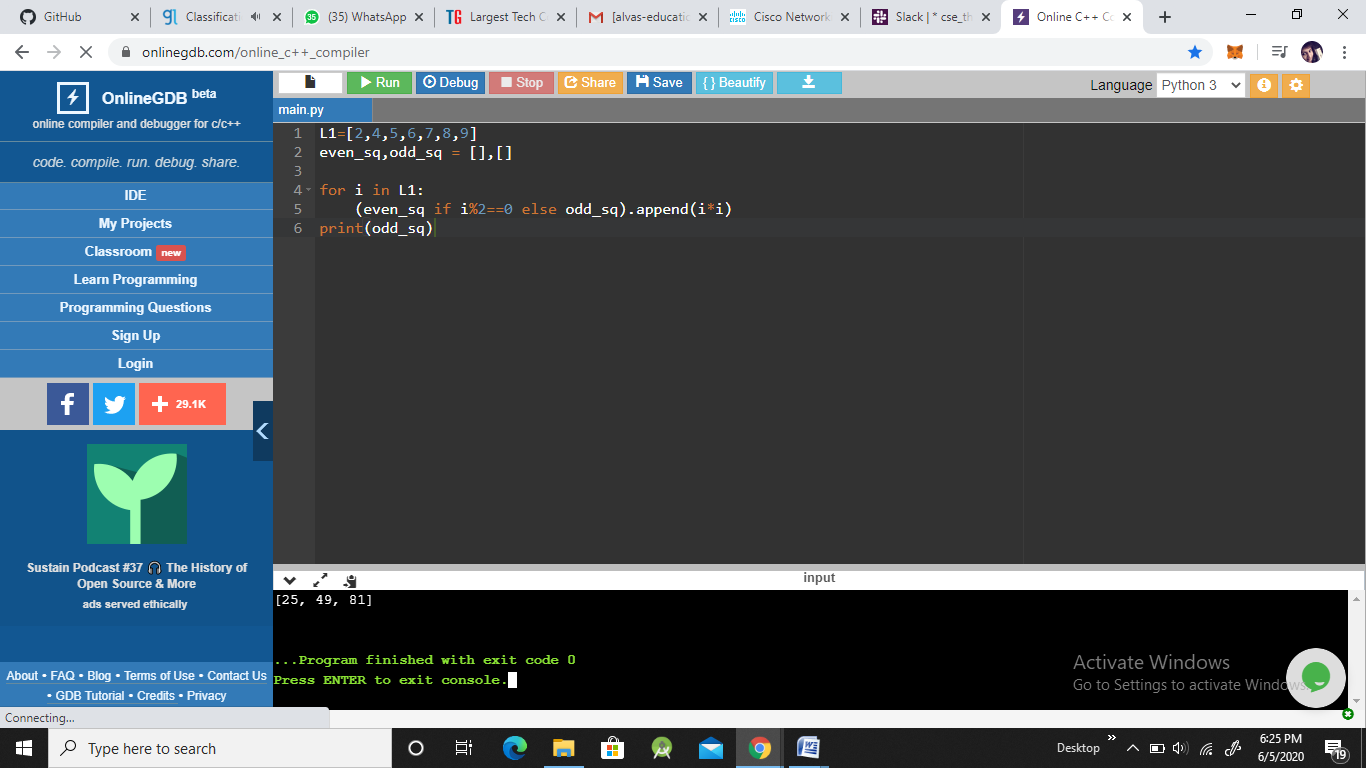 GitHub
Classificati
(35) WhatsApp
TG Largest Tech C
[alvas-educatic
Cisco Network
Slack | * cse_th
Online C++ Co
onlinegdb.com/online_c++_compiler
OnlineGDB beta
online compiler and debugger for c/c++
code. compile. run. debug. share.
IDE
My Projects
Classroom new
Learn Programming
Programming Questions
Sign Up
Login
29.1K
Sustain Podcast #37 🎧 The History of
Open Source & More
ads served ethically
About • FAQ • Blog • Terms of Use • Contact Us
• GDB Tutorial • Credits • Privacy
Connecting...
Run Debug Stop Share Save { } Beautify
Language Python 3
main.py
1 L1=[2,4,5,6,7,8,9]
2 even_sq,odd_sq = [],[]
3
4 for i in L1:
5 (even_sq if i%2==0 else odd_sq).append(i*i)
6 print(odd_sq)
input
[25, 49, 81]
...Program finished with exit code 0
Press ENTER to exit console.
Activate Windows
Go to Settings to activate Windows.
Type here to search
Desktop
6:25 PM
6/5/2020
19